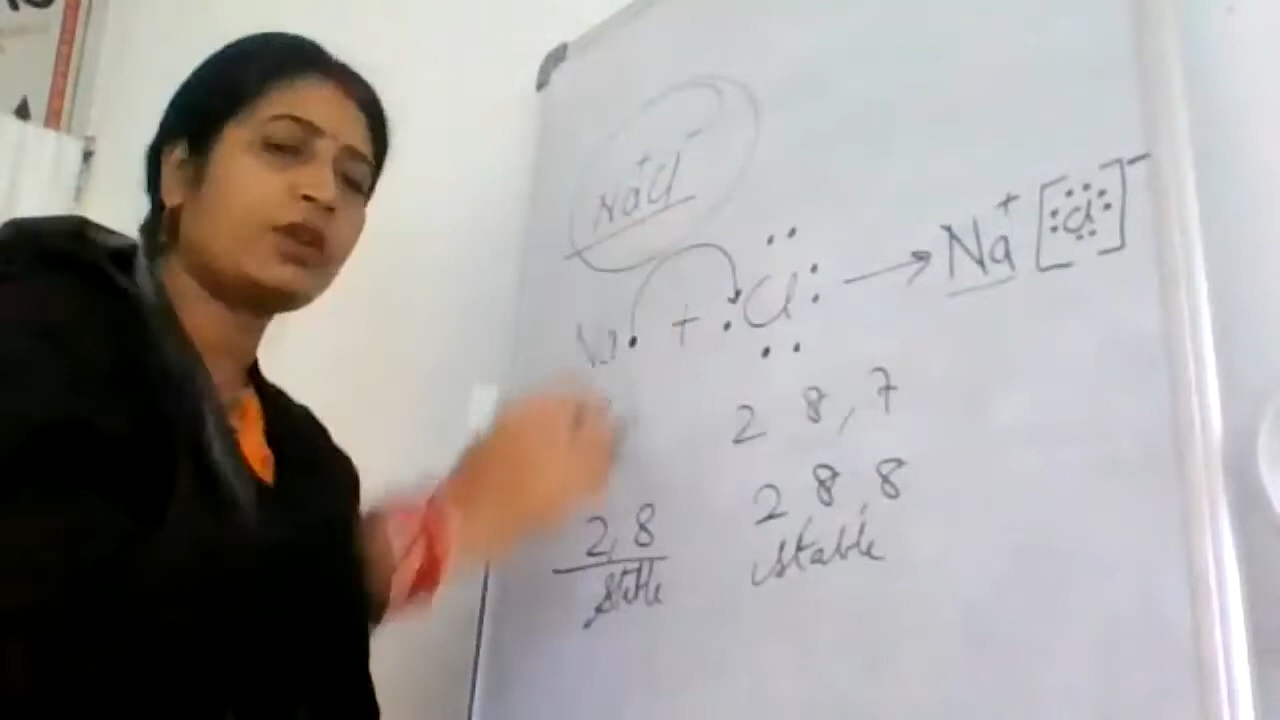 Na⁺Cl⁻
Na• + Cl → Na⁺ [Cl]⁻
2 8, 7
2, 8 2 8, 8
stable stable